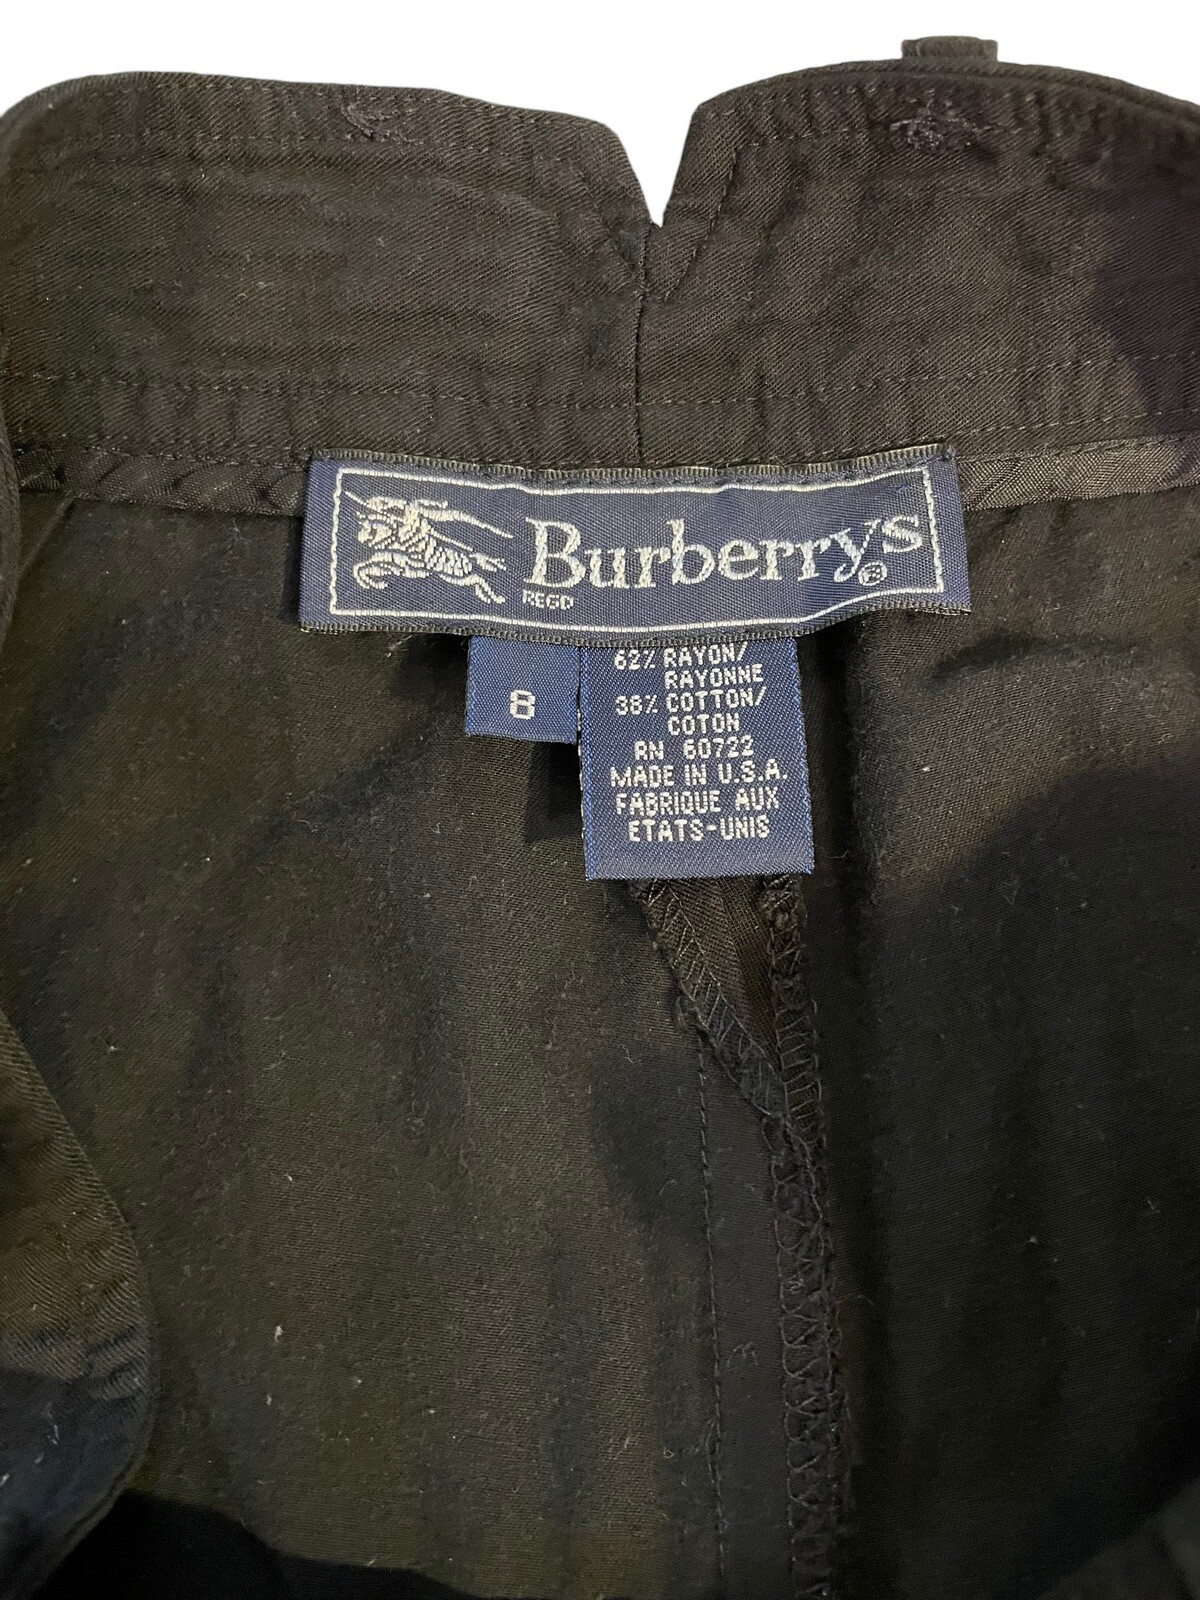 Burberrys®
REGD
8
62% RAYON/
RAYONNE
38% COTTON/
COTON
RN 60722
MADE IN U.S.A.
FABRIQUE AUX
ETATS-UNIS